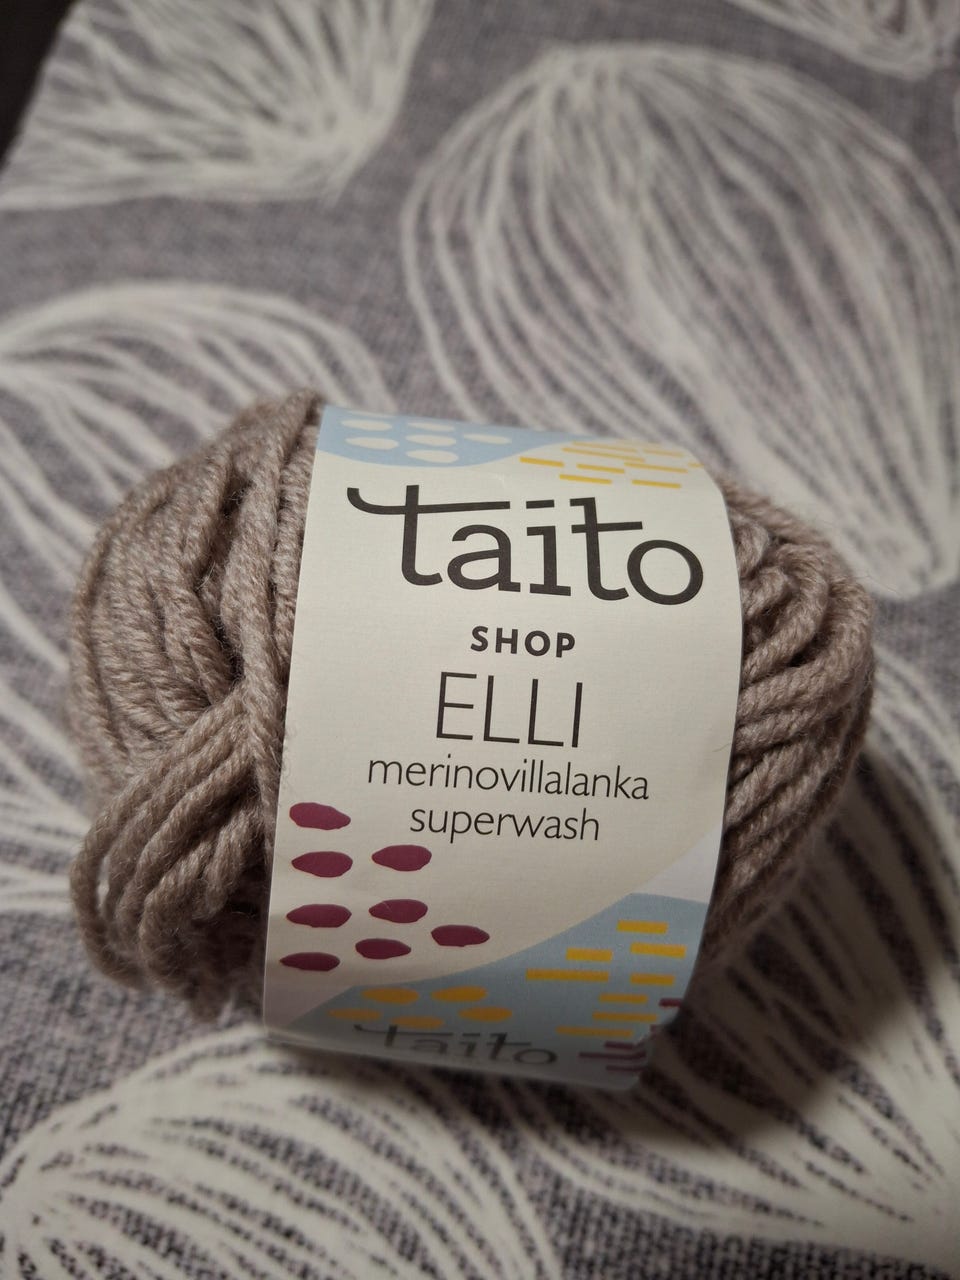 taito
SHOP
ELLI
merinovillalanka
superwash
taito